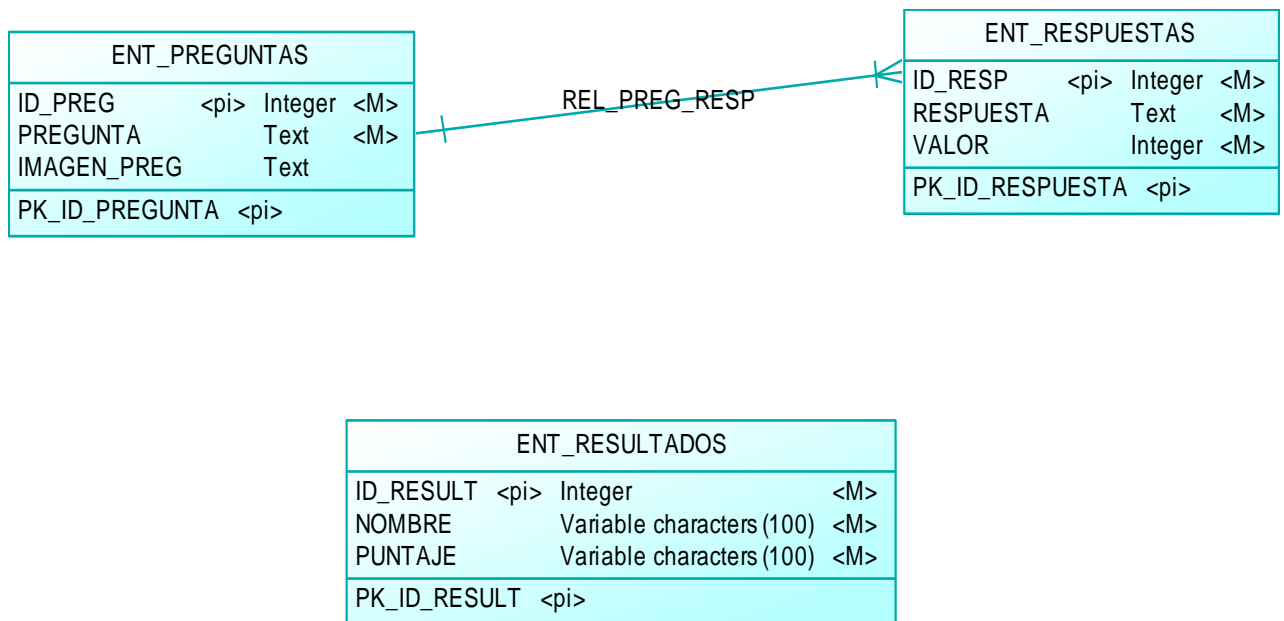 ENT_PREGUNTAS
ID_PREG <pi> Integer <M>
PREGUNTA Text <M>
IMAGEN_PREG Text
PK_ID_PREGUNTA <pi>
REL_PREG_RESP
ENT_RESPUESTAS
ID_RESP <pi> Integer <M>
RESPUESTA Text <M>
VALOR Integer <M>
PK_ID_RESPUESTA <pi>
ENT_RESULTADOS
ID_RESULT <pi> Integer <M>
NOMBRE Variable characters (100) <M>
PUNTAJE Variable characters (100) <M>
PK_ID_RESULT <pi>